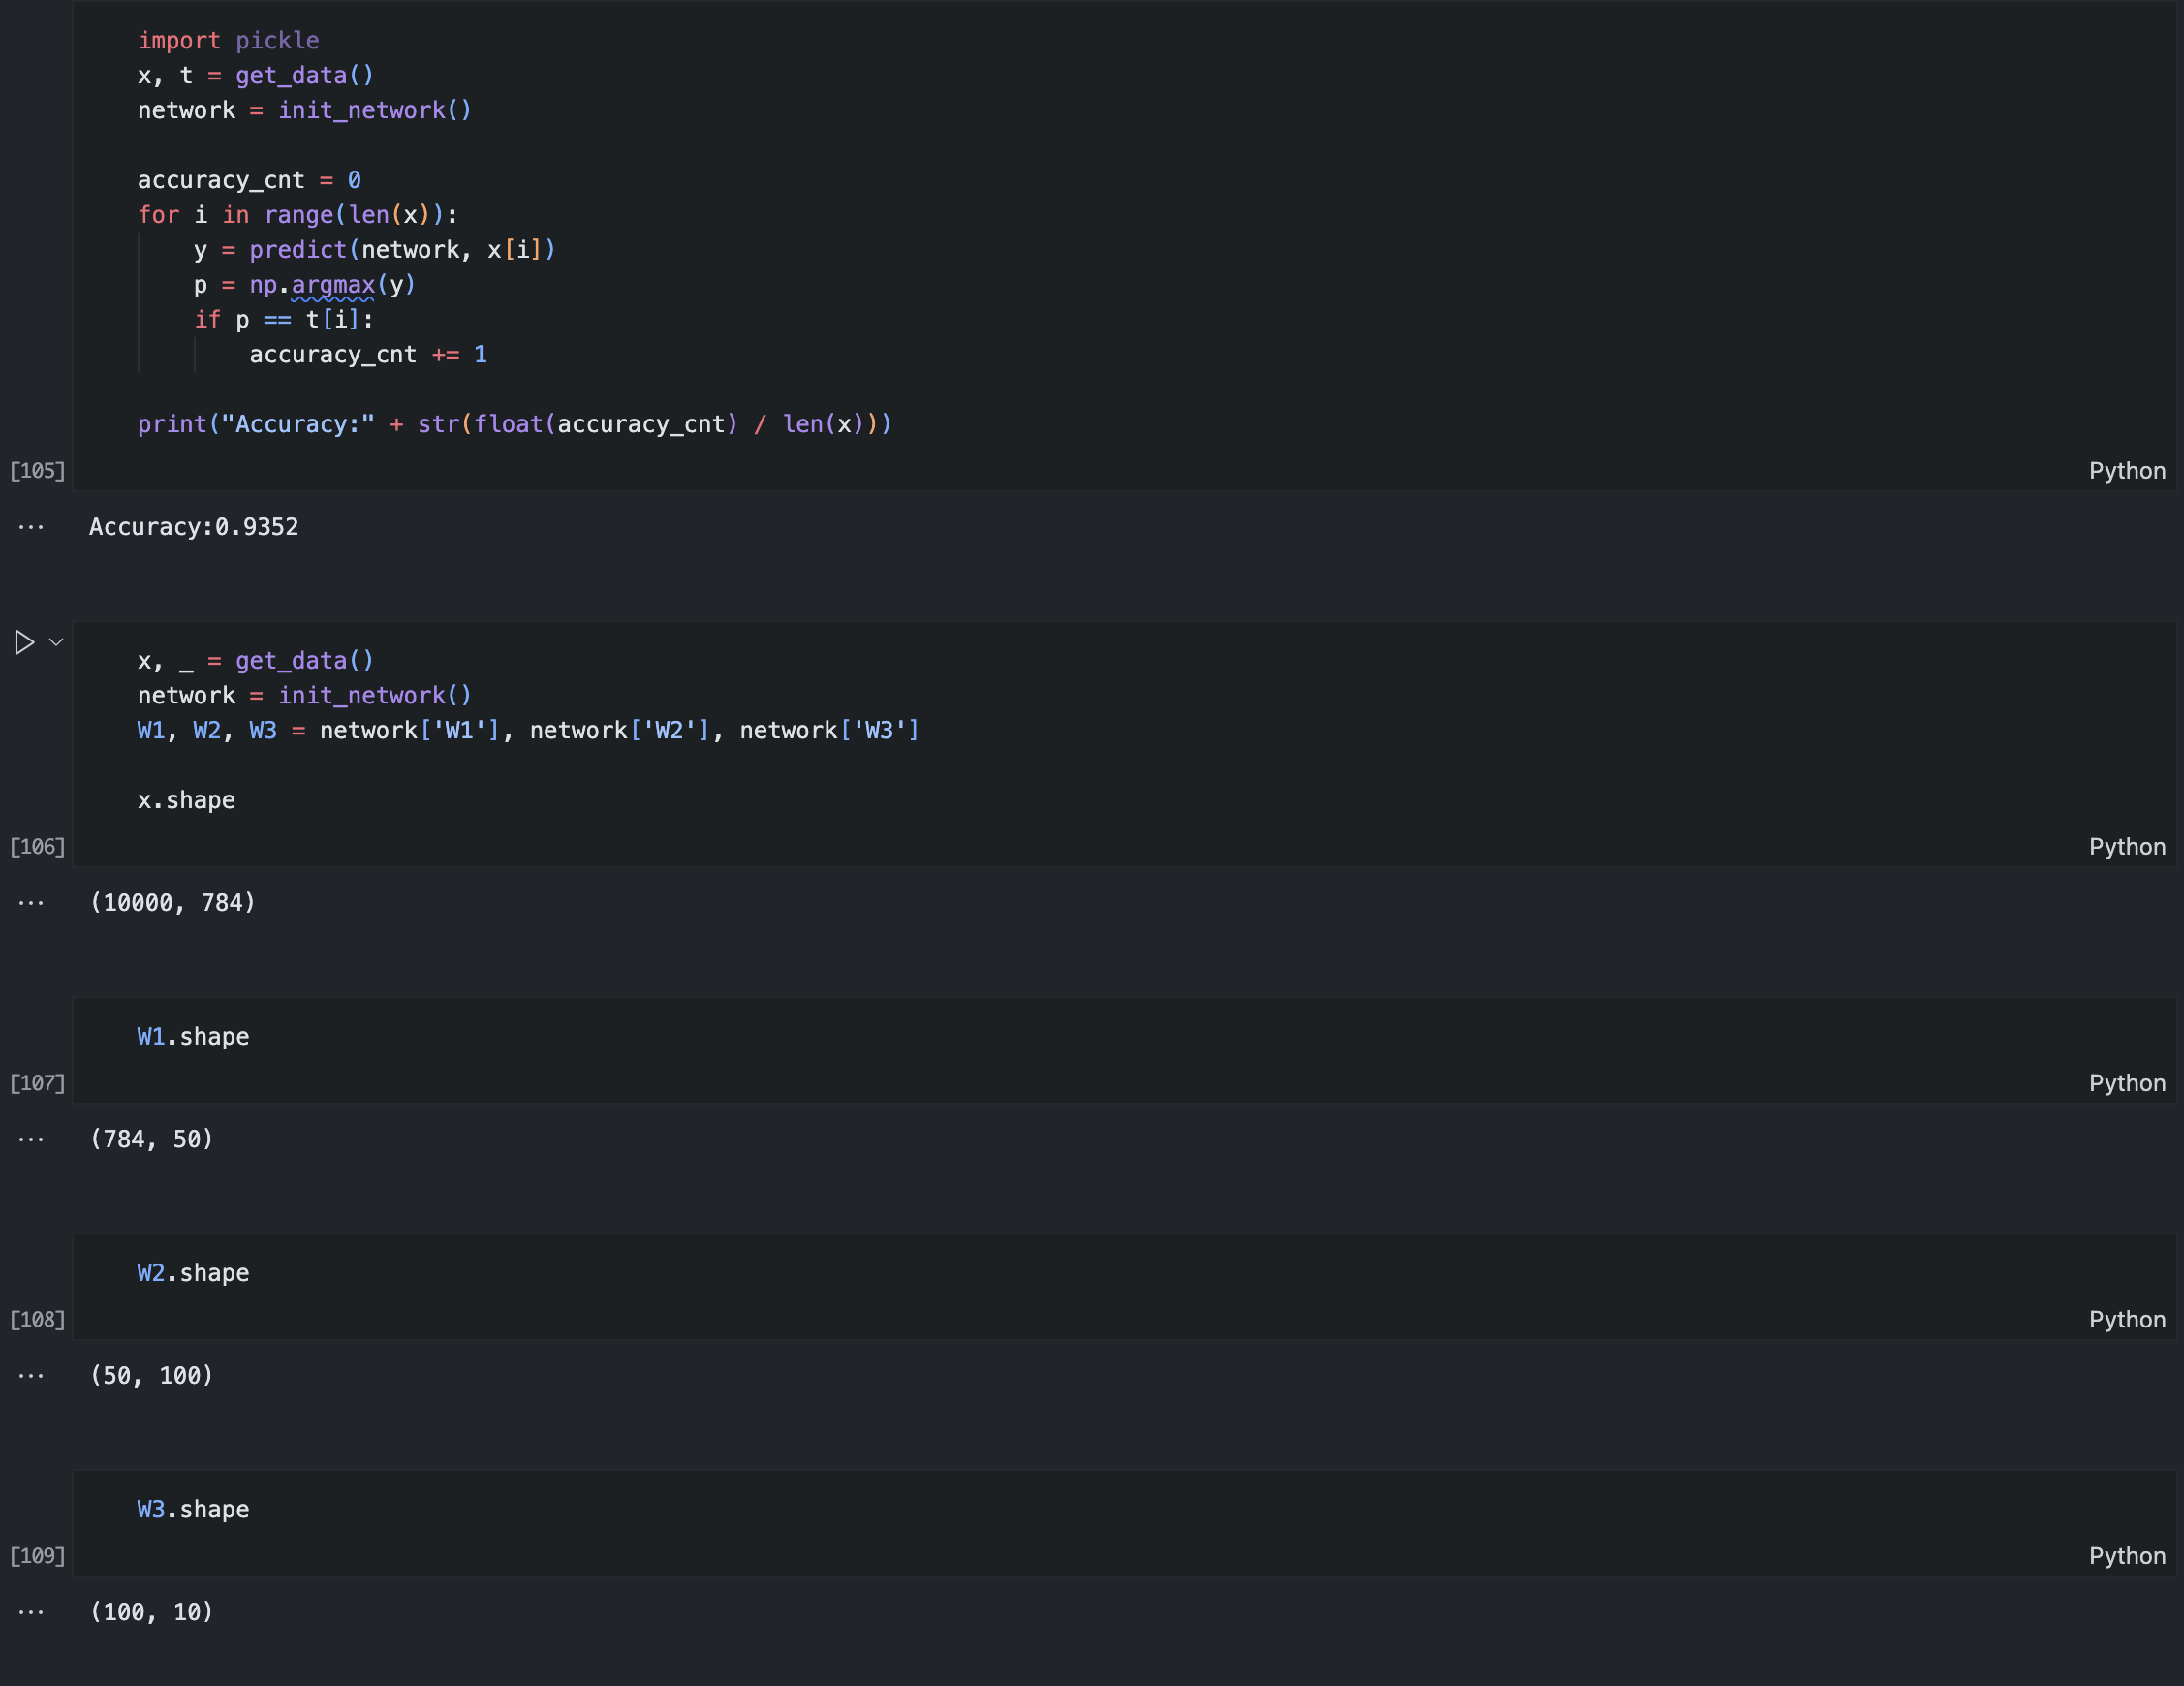 import pickle
x, t = get_data()
network = init_network()
accuracy_cnt = 0
for i in range(len(x)):
    y = predict(network, x[i])
    p = np.argmax(y)
    if p == t[i]:
        accuracy_cnt += 1
print("Accuracy:" + str(float(accuracy_cnt) / len(x)))
[105] Python
... Accuracy:0.9352
x, _ = get_data()
network = init_network()
W1, W2, W3 = network['W1'], network['W2'], network['W3']
x.shape
[106] Python
... (10000, 784)
W1.shape
[107] Python
... (784, 50)
W2.shape
[108] Python
... (50, 100)
W3.shape
[109] Python
... (100, 10)